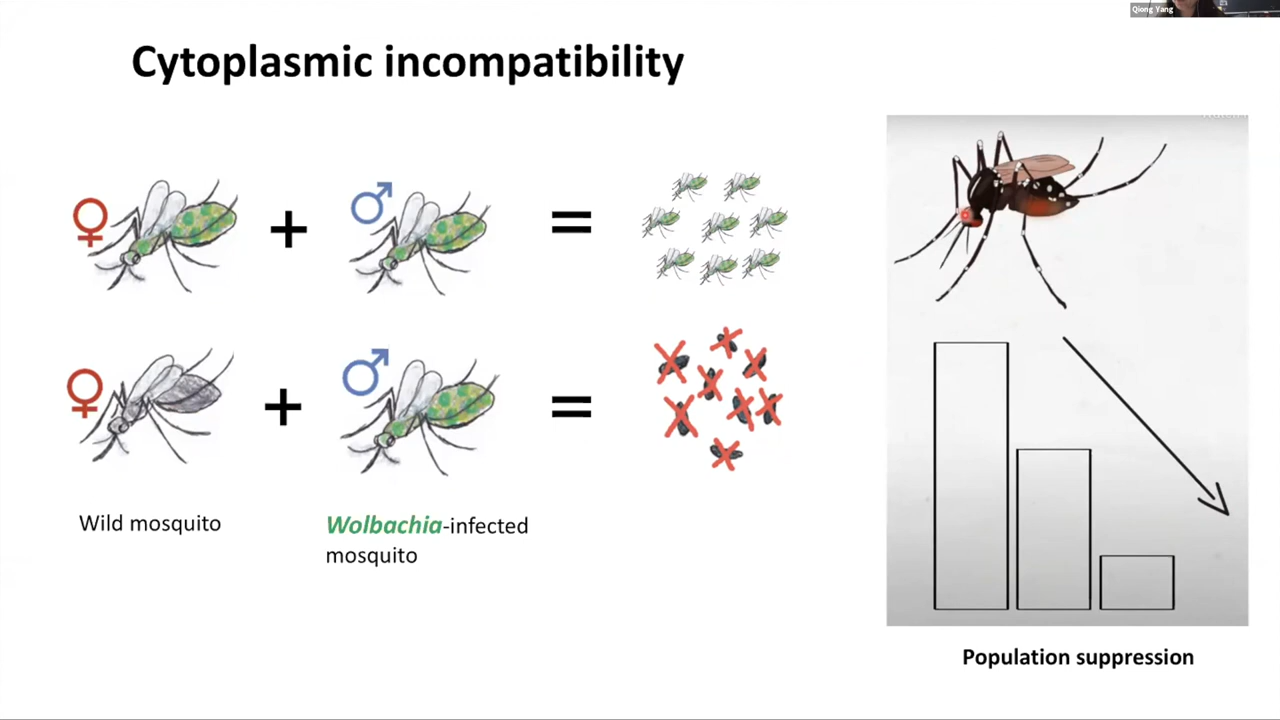 Qiong Yang
Cytoplasmic incompatibility
♀ + ♂ =
♀ + ♂ =
Wild mosquito
Wolbachia-infected
mosquito
Population suppression